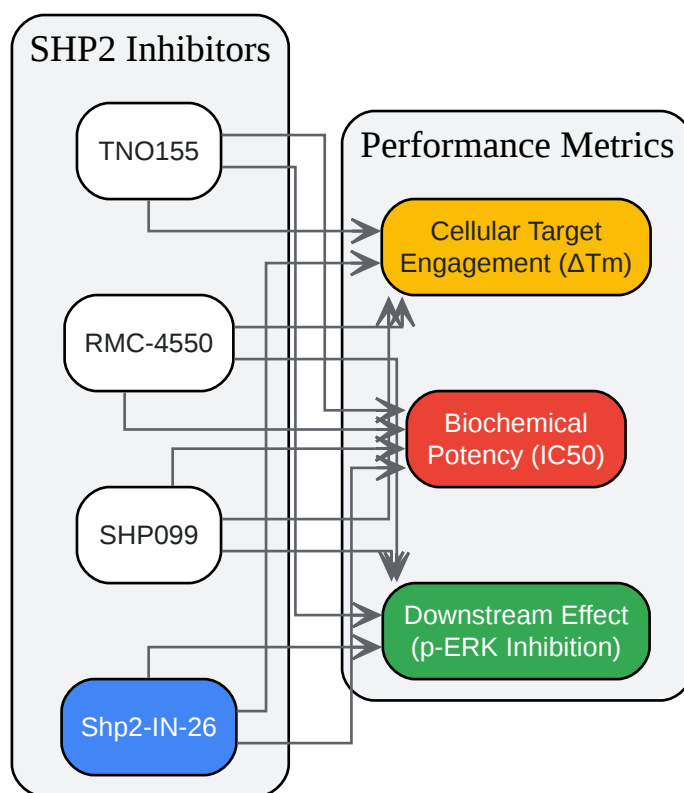 SHP2 Inhibitors
TNO155
RMC-4550
SHP099
Shp2-IN-26
Performance Metrics
Cellular Target
Engagement (ΔTm)
Biochemical
Potency (IC50)
Downstream Effect
(p-ERK Inhibition)